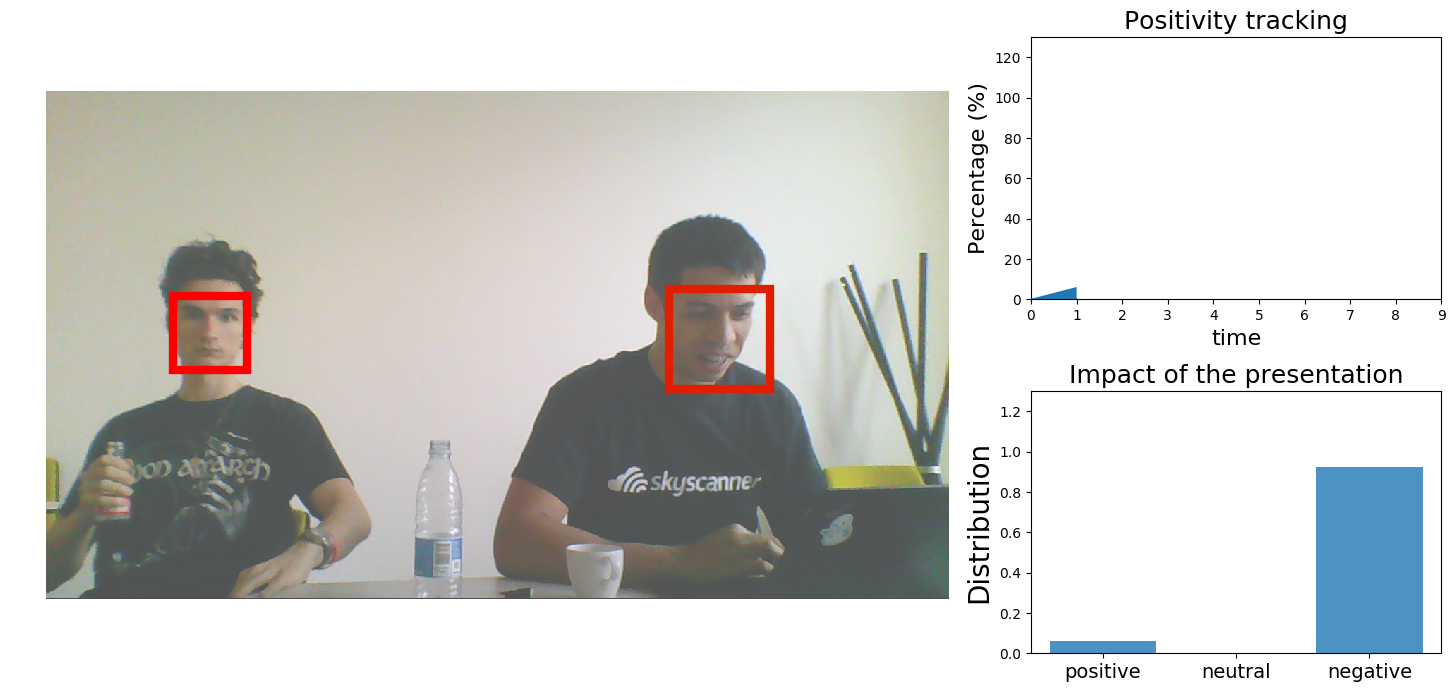 AMON AMARTH
skyscanner
Positivity tracking
Percentage (%)
120
100
80
60
40
20
0
0 1 2 3 4 5 6 7 8 9
time
Impact of the presentation
Distribution
1.2
1.0
0.8
0.6
0.4
0.2
0.0
positive neutral negative